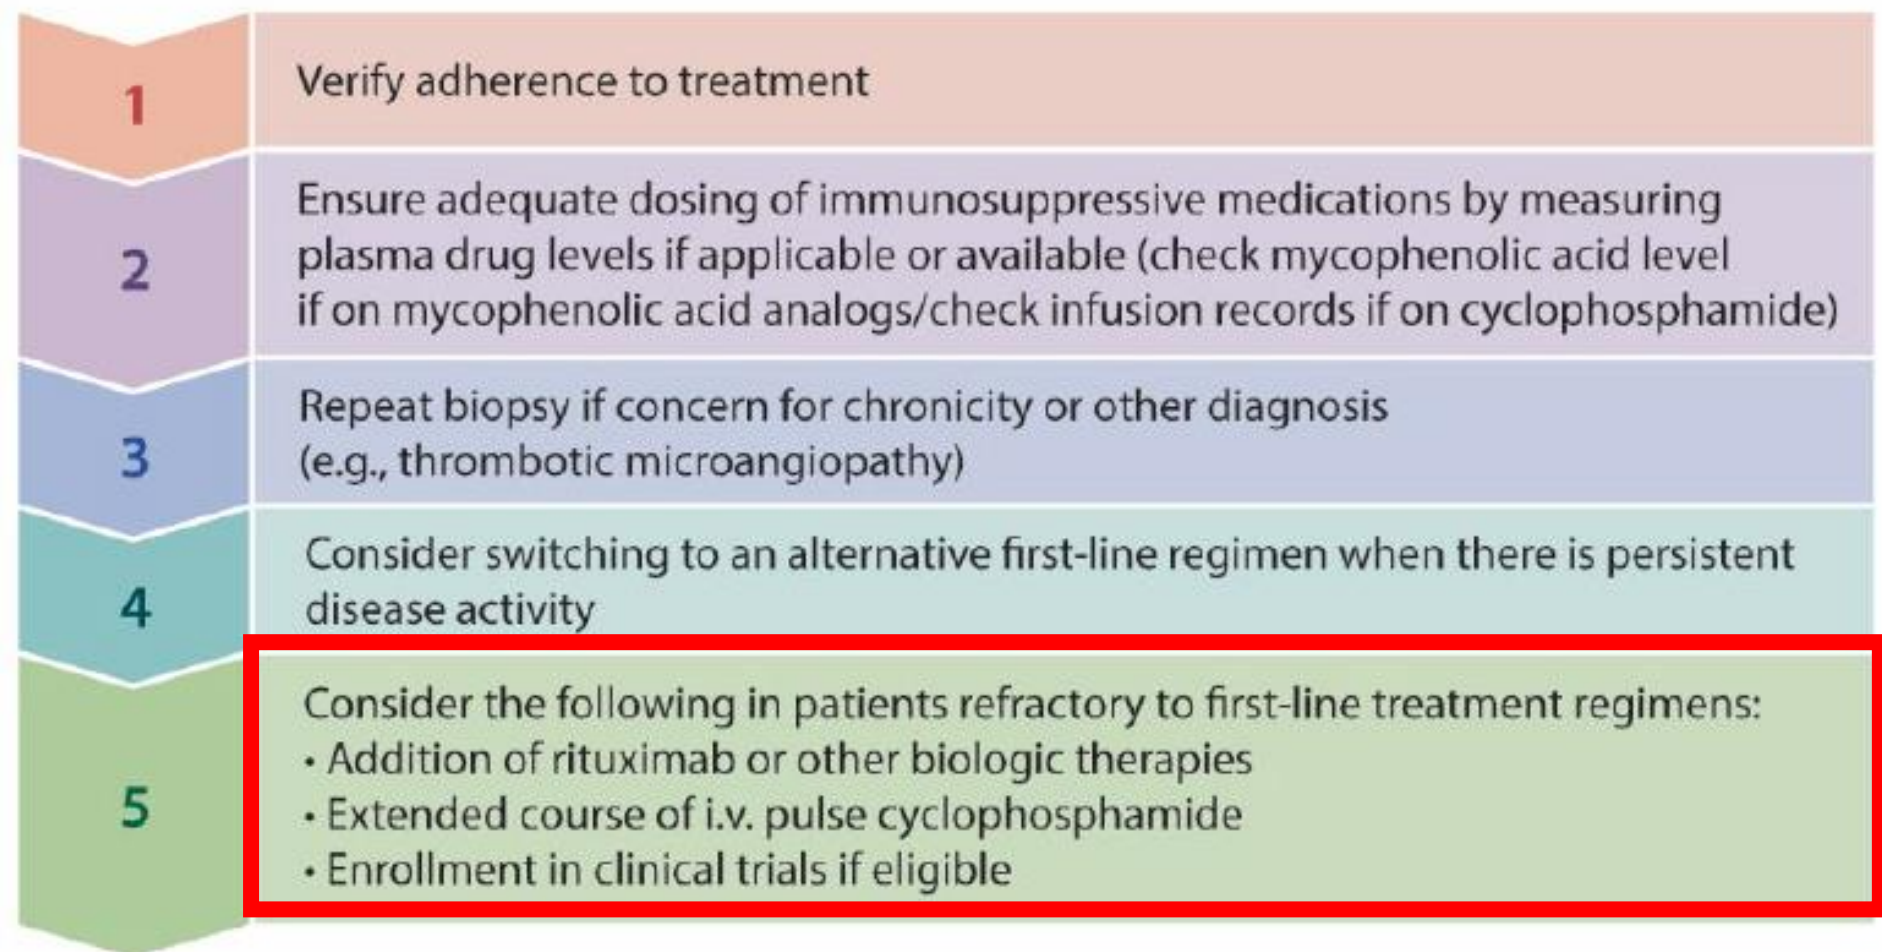 1
Verify adherence to treatment
2
Ensure adequate dosing of immunosuppressive medications by measuring
plasma drug levels if applicable or available (check mycophenolic acid level
if on mycophenolic acid analogs/check infusion records if on cyclophosphamide)
3
Repeat biopsy if concern for chronicity or other diagnosis
(e.g., thrombotic microangiopathy)
4
Consider switching to an alternative first-line regimen when there is persistent
disease activity
5
Consider the following in patients refractory to first-line treatment regimens:
• Addition of rituximab or other biologic therapies
• Extended course of i.v. pulse cyclophosphamide
• Enrollment in clinical trials if eligible